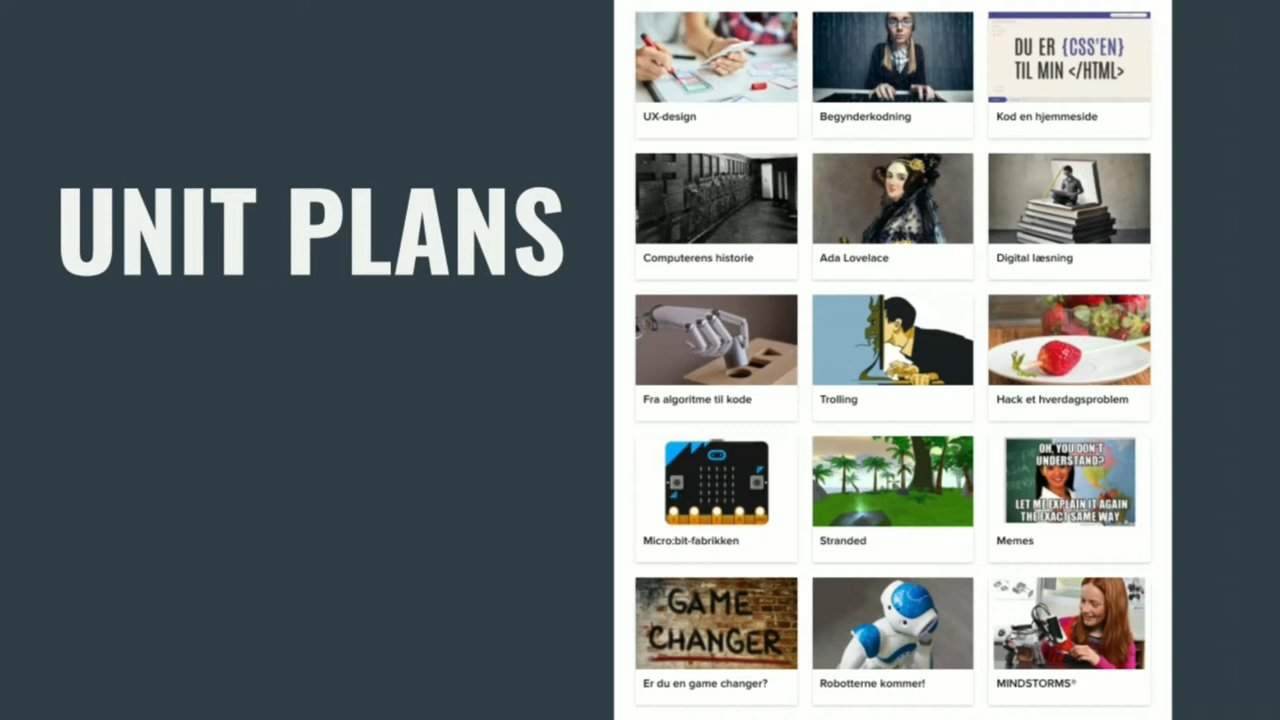 UNIT PLANS
DU ER {CSS'EN}
TIL MIN </HTML>
UX-design
Begynderkodning
Kod en hjemmeside
Computerens historie
Ada Lovelace
Digital læsning
Fra algoritme til kode
Trolling
Hack et hverdagsproblem
OH, YOU DON'T
UNDERSTAND?
LET ME EXPLAIN IT AGAIN
THE EXACT SAME WAY
Micro:bit-fabrikken
Stranded
Memes
GAME
CHANGER
Er du en game changer?
Robotterne kommer!
MINDSTORMS®